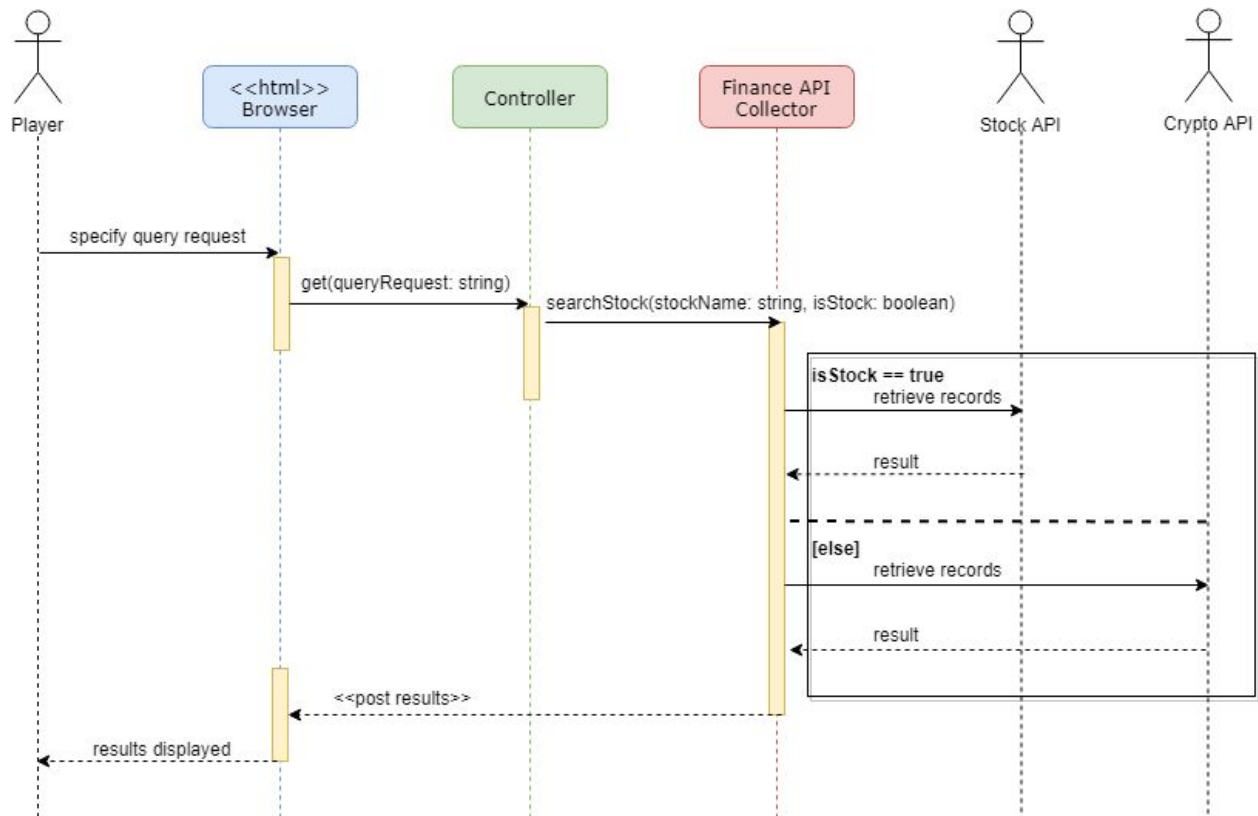 <<html>>
Browser
Controller
Finance API
Collector
Player
Stock API
Crypto API
specify query request
get(queryRequest: string)
searchStock(stockName: string, isStock: boolean)
isStock == true
retrieve records
result
[else]
retrieve records
result
<<post results>>
results displayed